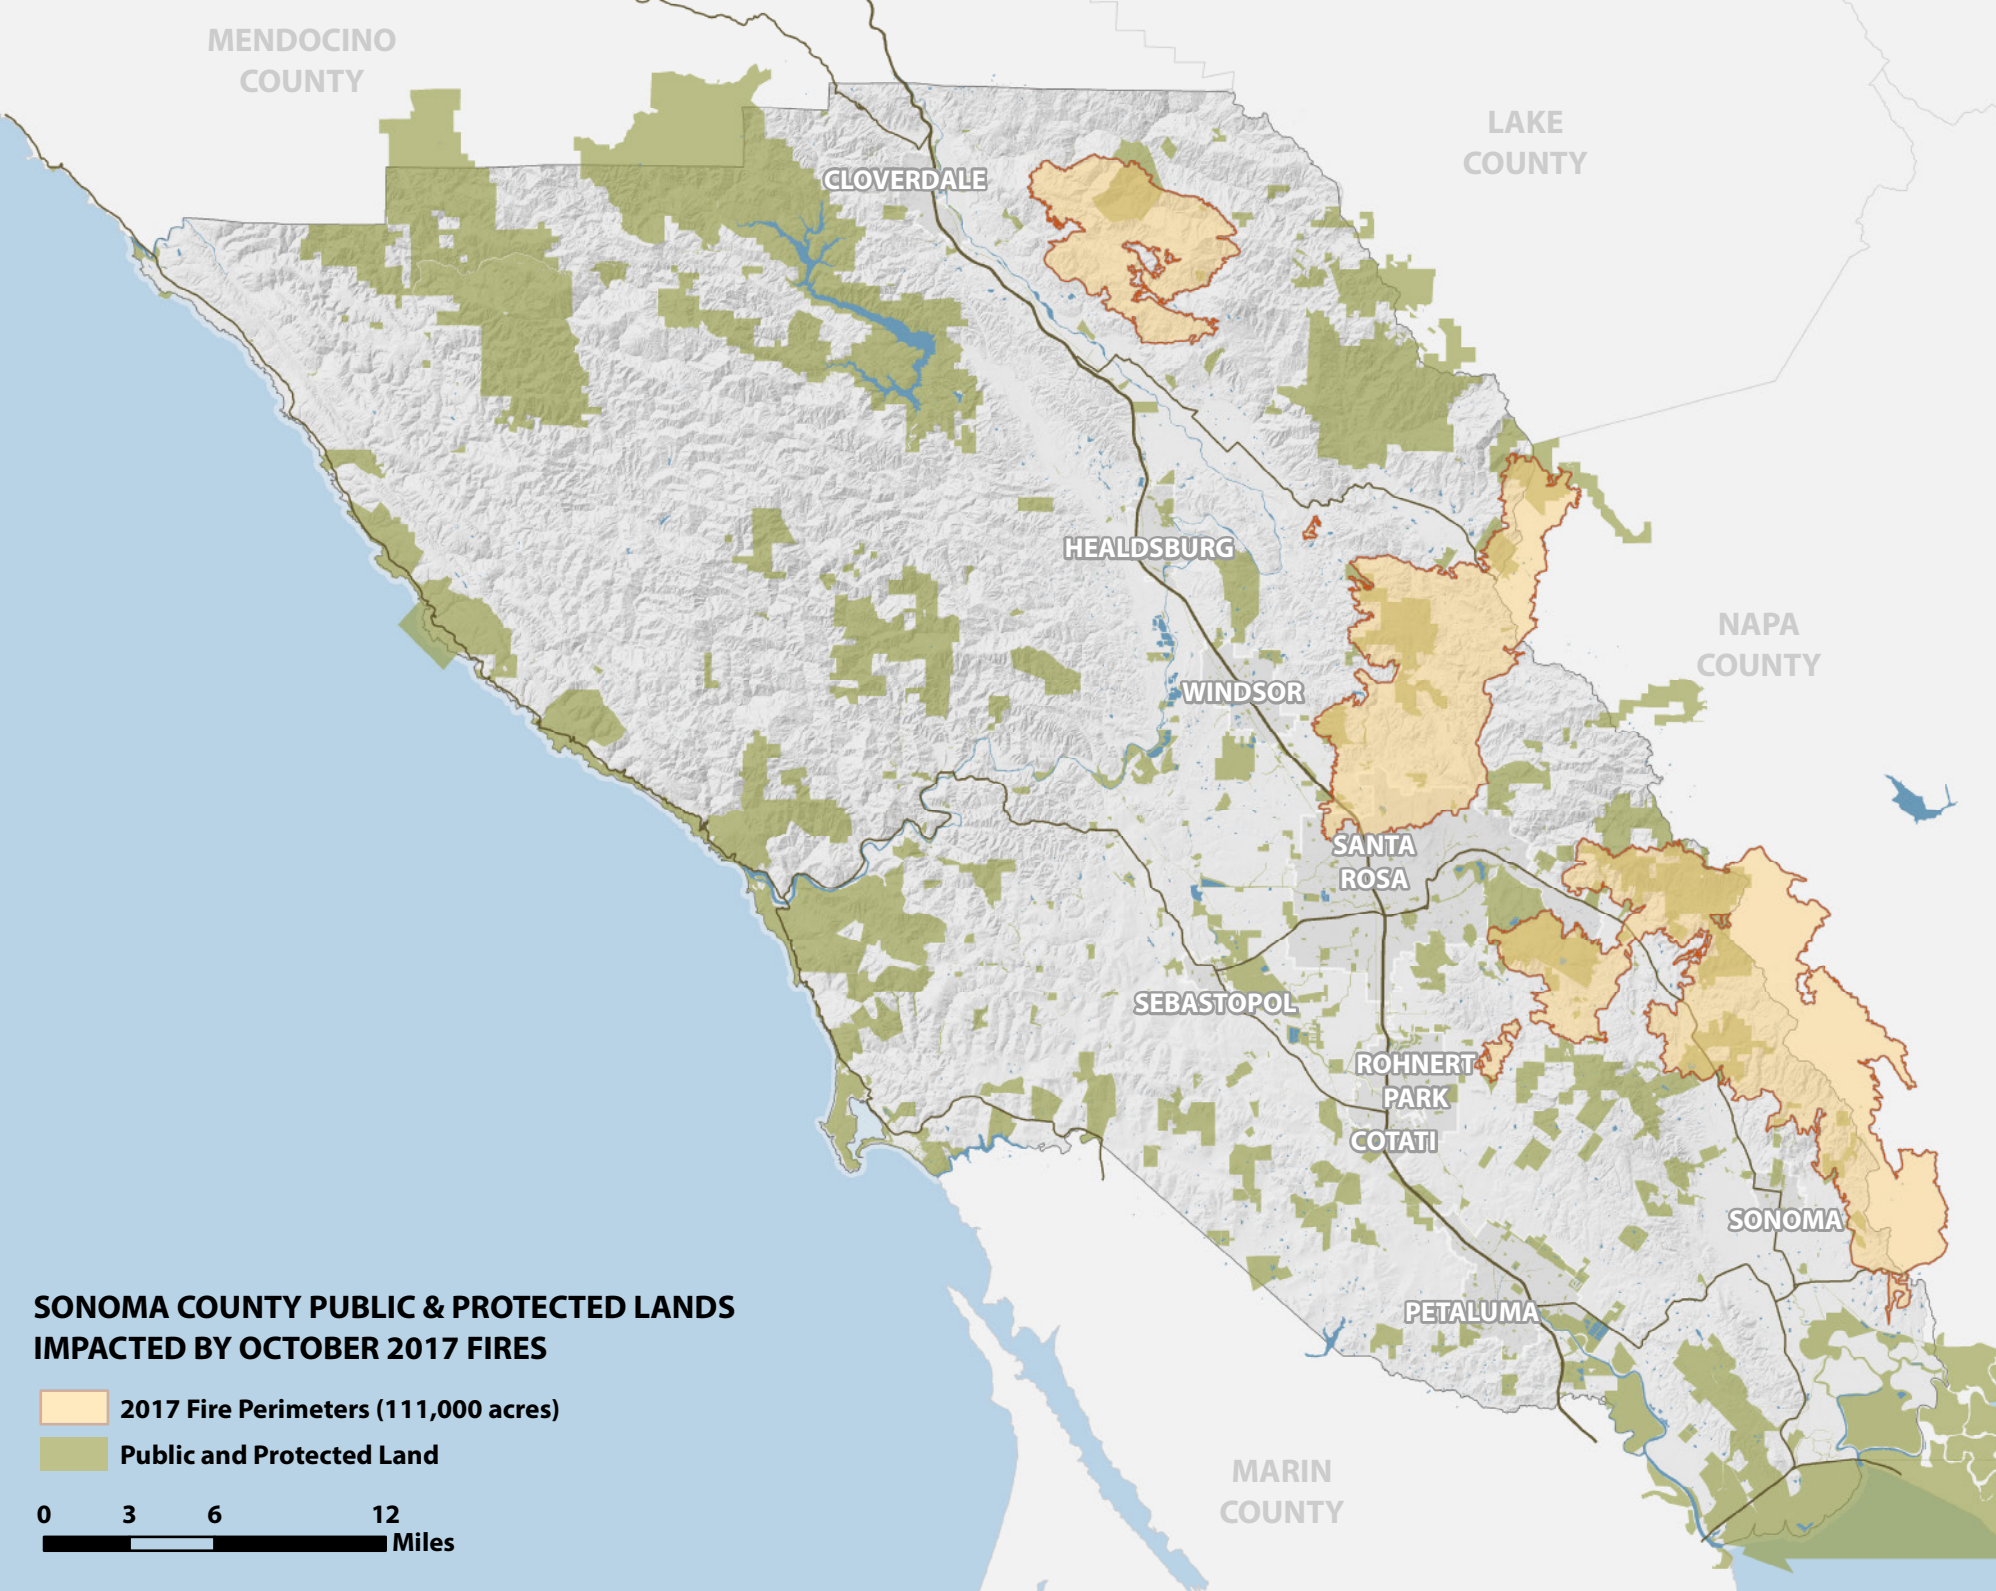 MENDOCINO
COUNTY
LAKE
COUNTY
CLOVERDALE
HEALDSBURG
NAPA
COUNTY
WINDSOR
SANTA
ROSA
SEBASTOPOL
ROHNERT
PARK
COTATI
SONOMA
PETALUMA
MARIN
COUNTY
SONOMA COUNTY PUBLIC & PROTECTED LANDS
IMPACTED BY OCTOBER 2017 FIRES
2017 Fire Perimeters (111,000 acres)
Public and Protected Land
0 3 6 12
Miles